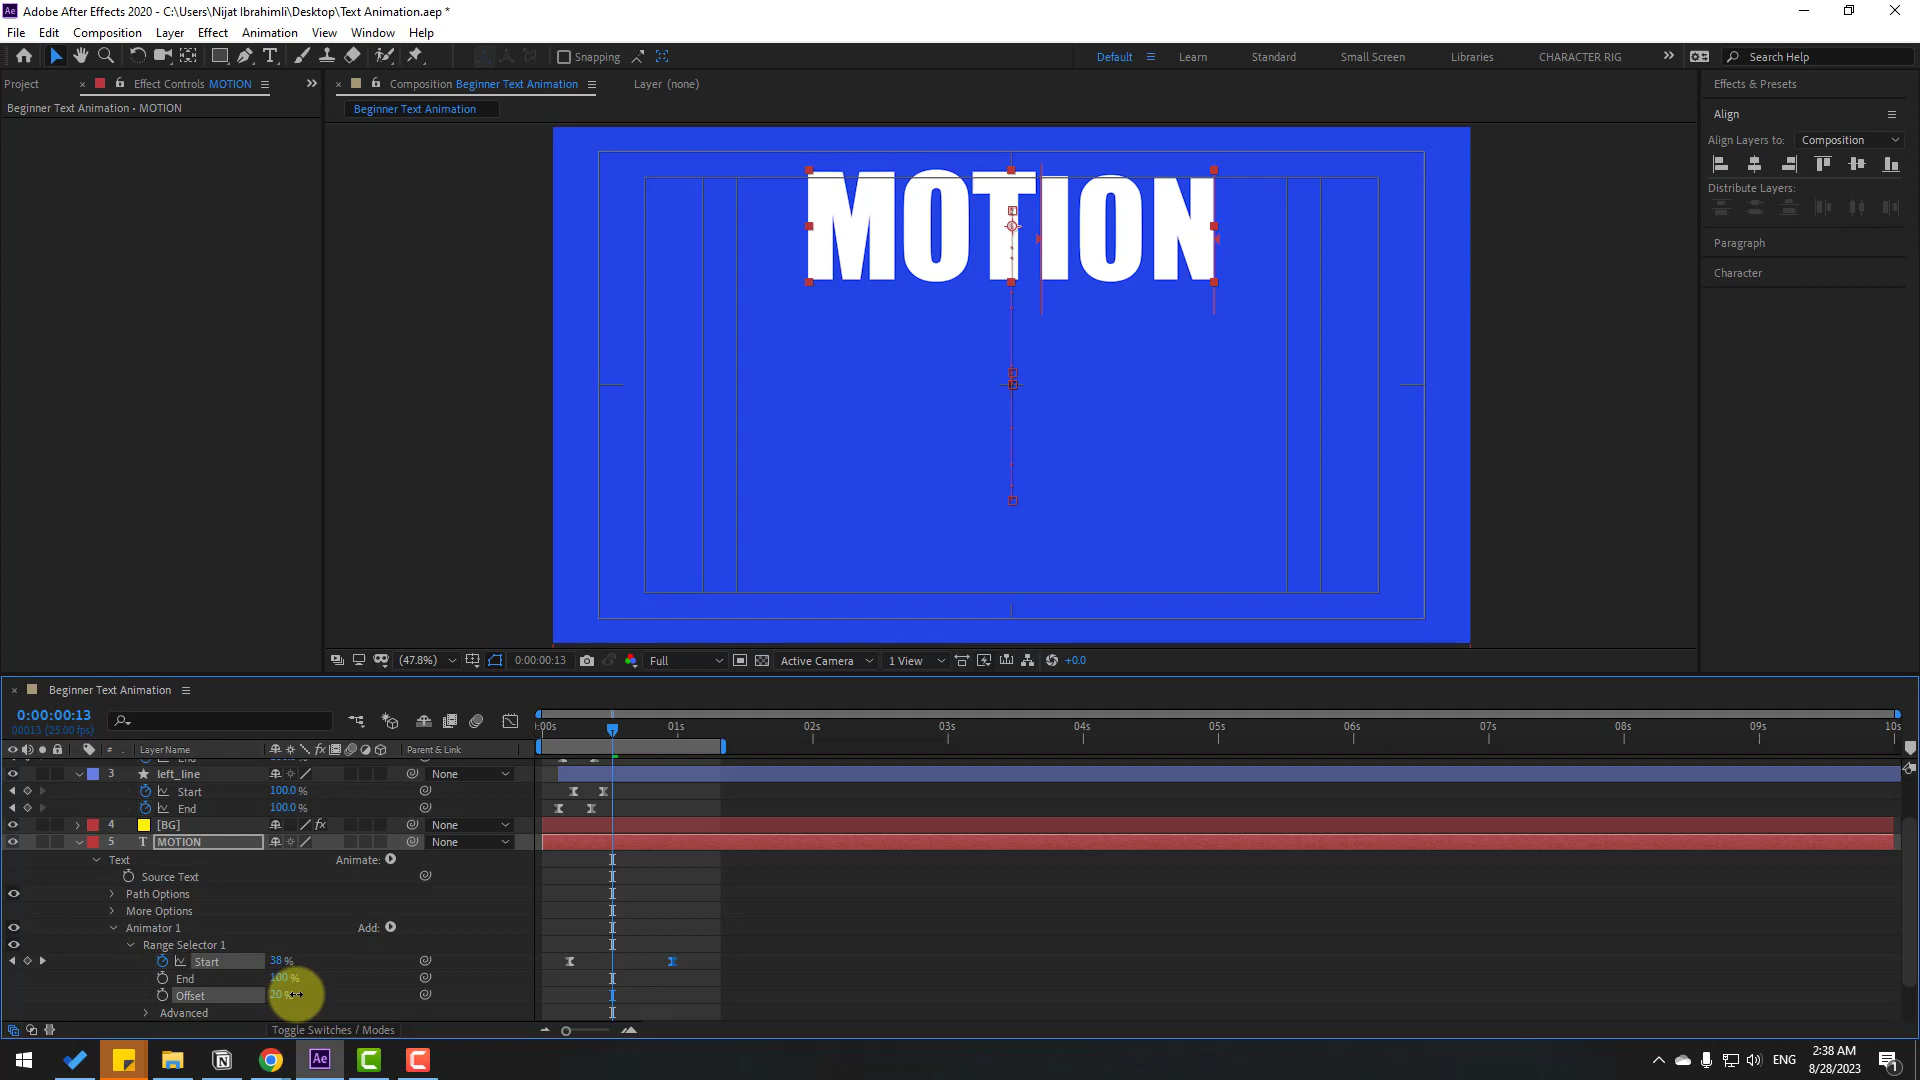 Adobe After Effects 2020 - C:\Users\Nijat Ibrahimli\Desktop\Text Animation.aep *
File Edit Composition Layer Effect Animation View Window Help
Snapping
Default Learn Standard Small Screen Libraries CHARACTER RIG Search Help
Project Effect Controls MOTION
Composition Beginner Text Animation Layer (none)
Effects & Presets
Beginner Text Animation • MOTION
Beginner Text Animation
Align
Align Layers to: Composition
Distribute Layers:
Paragraph
Character
MOTION
(47.8%) 0:00:00:13 Full Active Camera 1 View +0.0
Beginner Text Animation
0:00:00:13
00013 (25.00 fps)
:00s 01s 02s 03s 04s 05s 06s 07s 08s 09s 10s
# Layer Name Parent & Link
3 left_line None
Start 100.0 %
End 100.0 %
4 [BG] None
5 T MOTION None
Text Animate:
Source Text
Path Options
More Options
Animator 1 Add:
Range Selector 1
Start 38 %
End 100 %
Offset 20 %
Advanced
Toggle Switches / Modes
ENG
2:38 AM
8/28/2023
1